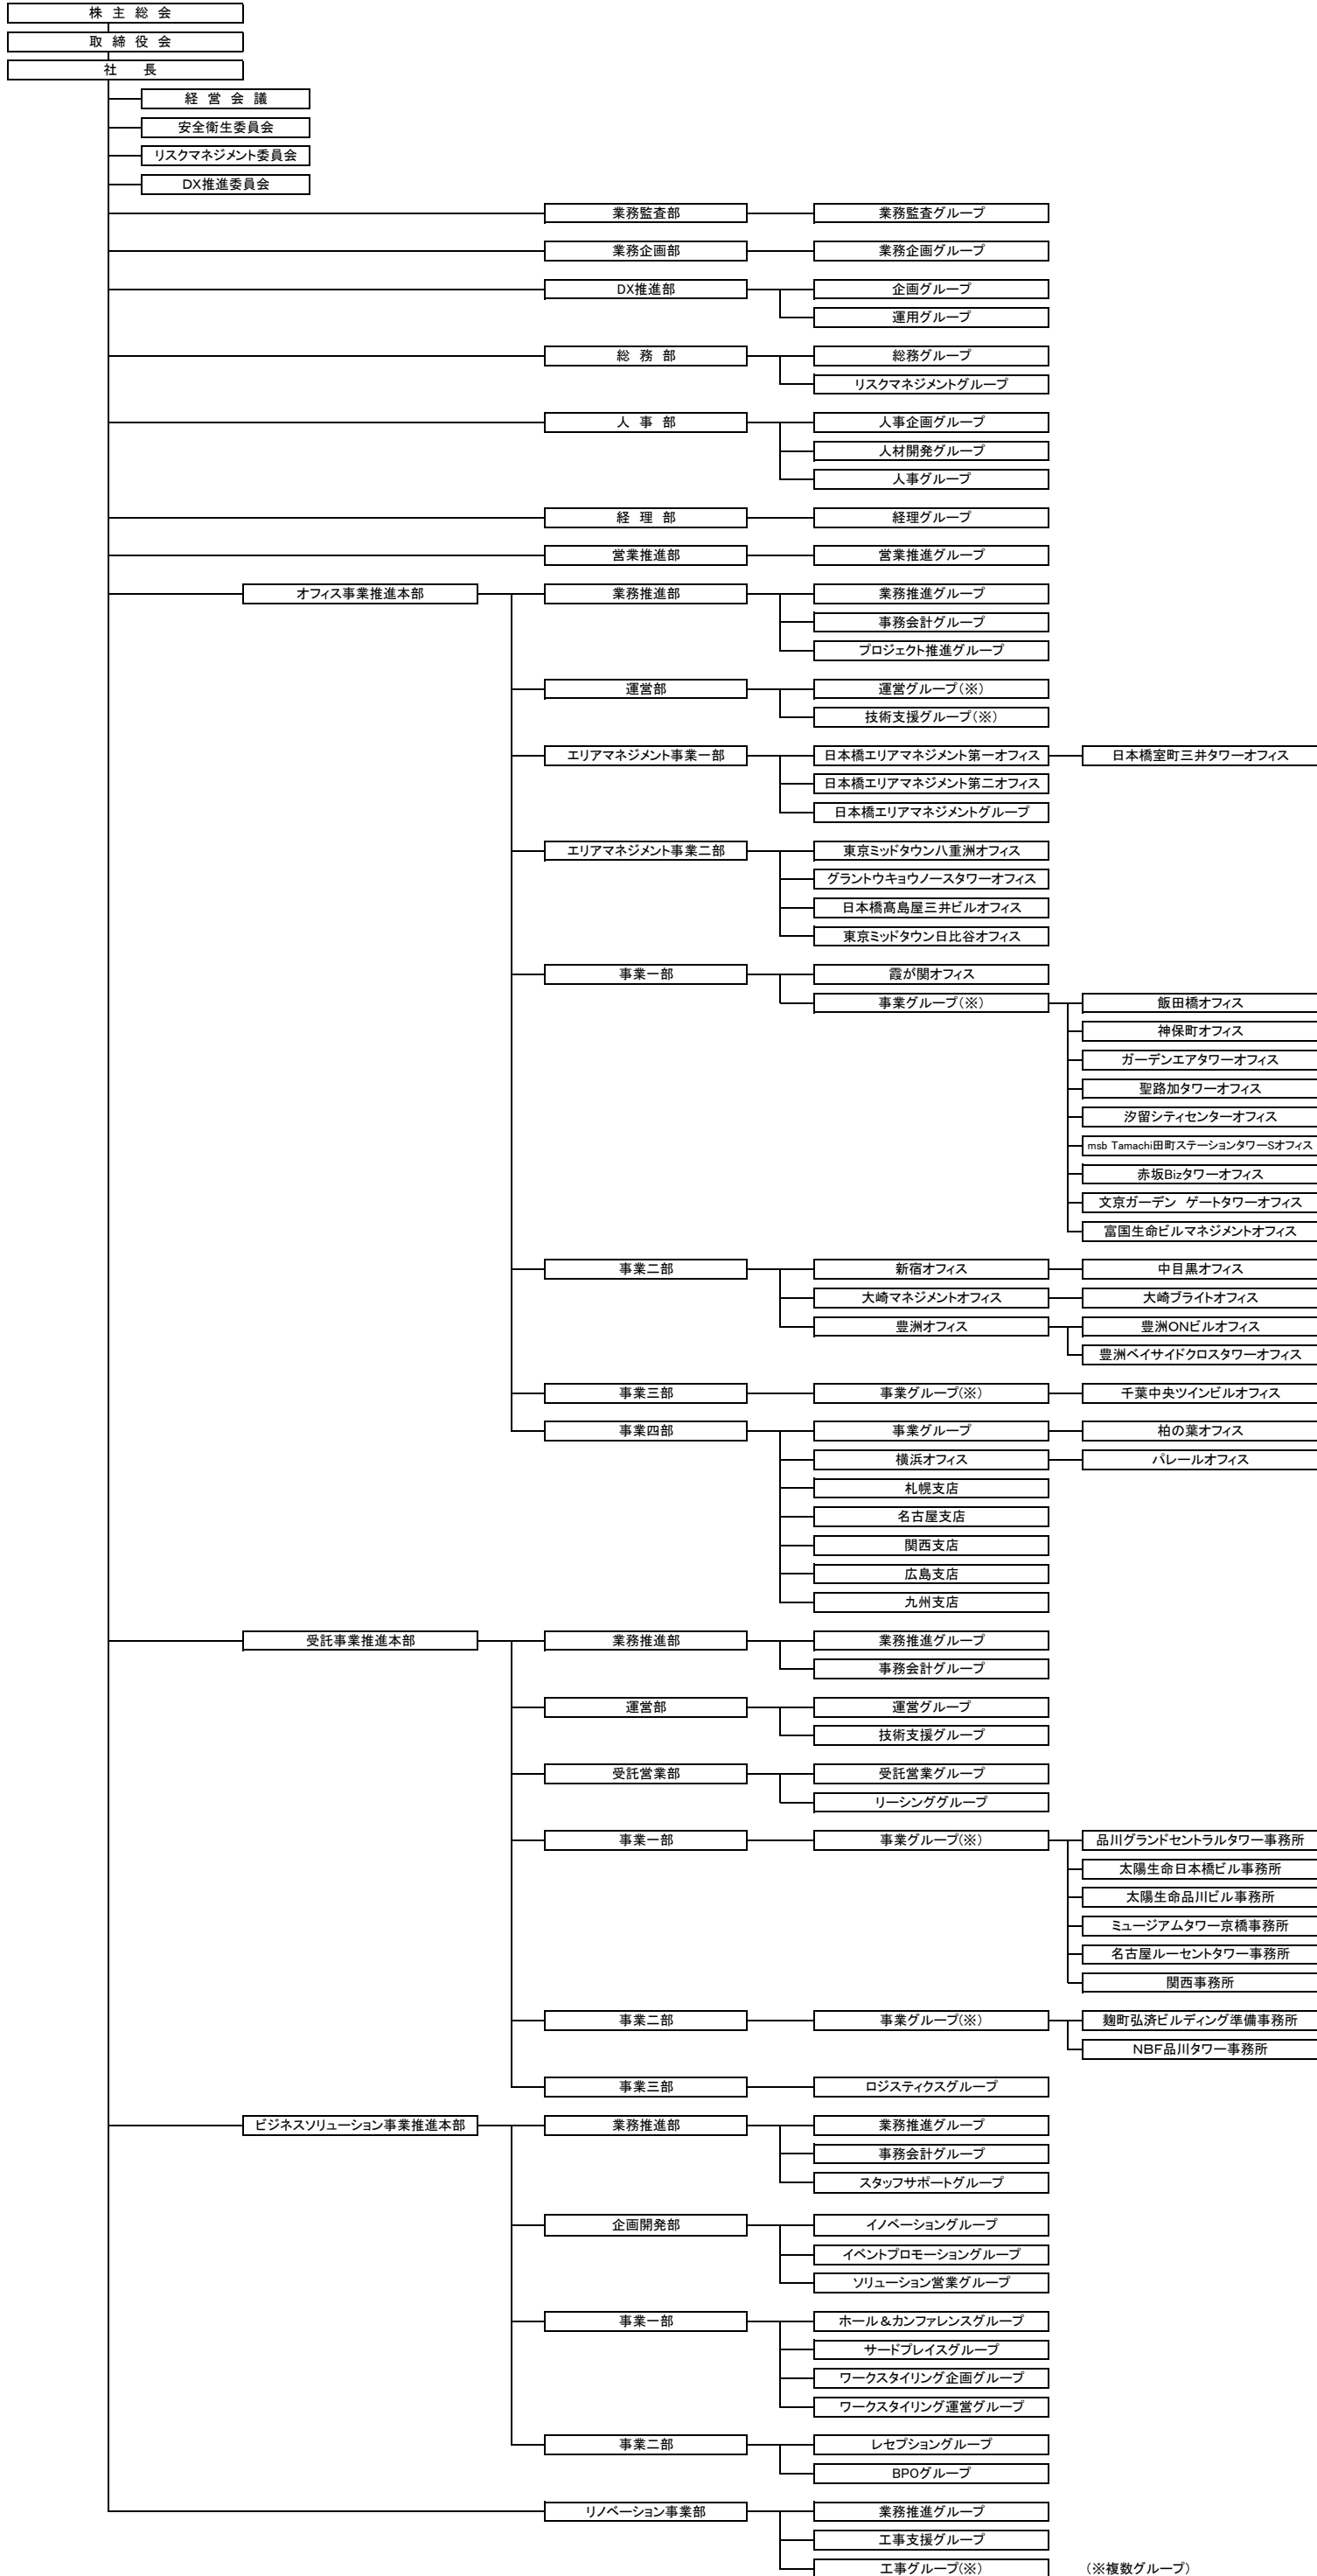 株 主 総 会
取 締 役 会
社 長
経 営 会 議
安全衛生委員会
リスクマネジメント委員会
DX推進委員会
業務監査部 業務監査グループ
業務企画部 業務企画グループ
DX推進部 企画グループ
運用グループ
総 務 部 総務グループ
リスクマネジメントグループ
人 事 部 人事企画グループ
人材開発グループ
人事グループ
経 理 部 経理グループ
営業推進部 営業推進グループ
オフィス事業推進本部 業務推進部 業務推進グループ
事務会計グループ
プロジェクト推進グループ
運営部 運営グループ(※)
技術支援グループ(※)
エリアマネジメント事業一部 日本橋エリアマネジメント第一オフィス 日本橋室町三井タワーオフィス
日本橋エリアマネジメント第二オフィス
日本橋エリアマネジメントグループ
エリアマネジメント事業二部 東京ミッドタウン八重洲オフィス
グラントウキョウノースタワーオフィス
日本橋髙島屋三井ビルオフィス
東京ミッドタウン日比谷オフィス
事業一部 霞が関オフィス
事業グループ(※) 飯田橋オフィス
神保町オフィス
ガーデンエアタワーオフィス
聖路加タワーオフィス
汐留シティセンターオフィス
msb Tamachi田町ステーションタワーSオフィス
赤坂Bizタワーオフィス
文京ガーデン ゲートタワーオフィス
富国生命ビルマネジメントオフィス
事業二部 新宿オフィス 中目黒オフィス
大崎マネジメントオフィス 大崎ブライトオフィス
豊洲オフィス 豊洲ONビルオフィス
豊洲ベイサイドクロスタワーオフィス
事業三部 事業グループ(※) 千葉中央ツインビルオフィス
事業四部 事業グループ 柏の葉オフィス
横浜オフィス パレールオフィス
札幌支店
名古屋支店
関西支店
広島支店
九州支店
受託事業推進本部 業務推進部 業務推進グループ
事務会計グループ
運営部 運営グループ
技術支援グループ
受託営業部 受託営業グループ
リーシンググループ
事業一部 事業グループ(※) 品川グランドセントラルタワー事務所
太陽生命日本橋ビル事務所
太陽生命品川ビル事務所
ミュージアムタワー京橋事務所
名古屋ルーセントタワー事務所
関西事務所
事業二部 事業グループ(※) 麹町弘済ビルディング準備事務所
NBF品川タワー事務所
事業三部 ロジスティクスグループ
ビジネスソリューション事業推進本部 業務推進部 業務推進グループ
事務会計グループ
スタッフサポートグループ
企画開発部 イノベーショングループ
イベントプロモーショングループ
ソリューション営業グループ
事業一部 ホール&カンファレンスグループ
サードプレイスグループ
ワークスタイリング企画グループ
ワークスタイリング運営グループ
事業二部 レセプショングループ
BPOグループ
リノベーション事業部 業務推進グループ
工事支援グループ
工事グループ(※) (※複数グループ)